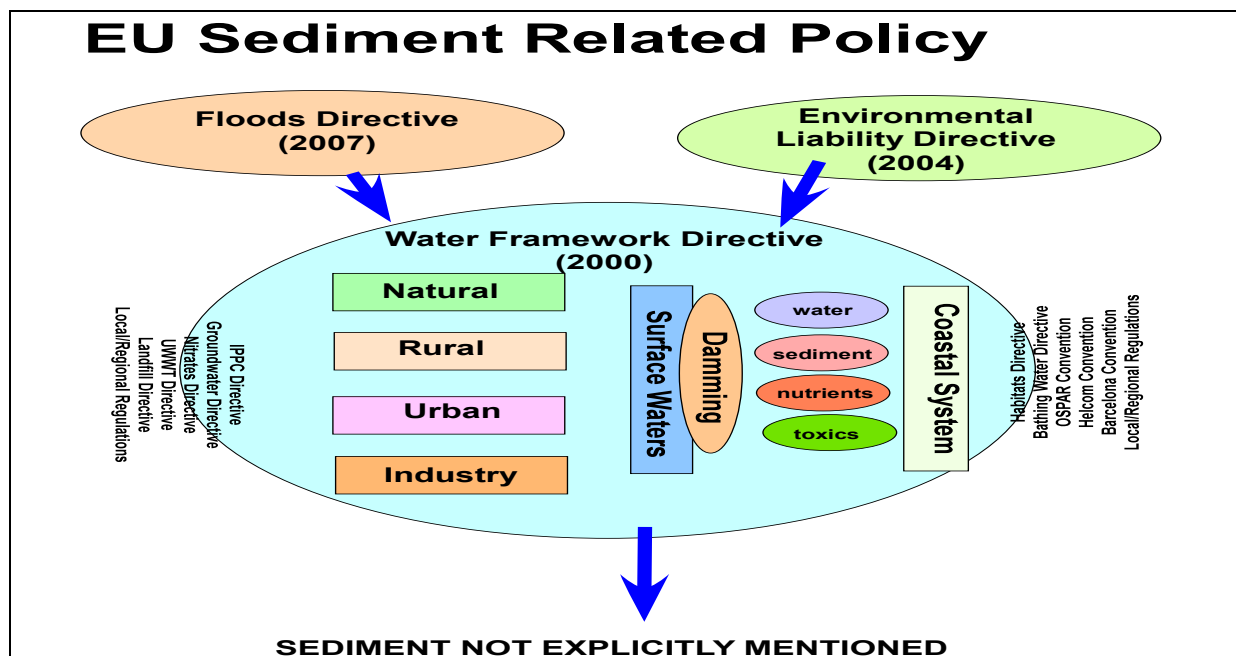 EU Sediment Related Policy
Floods Directive
(2007)
Environmental
Liability Directive
(2004)
Water Framework Directive
(2000)
Local/Regional Regulations
Landfill Directive
UWWT Directive
Nitrates Directive
Groundwater Directive
IPPC Directive
Natural
Rural
Urban
Industry
Surface Waters
Damming
water
sediment
nutrients
toxics
Coastal System
Habitats Directive
Bathing Water Directive
OSPAR Convention
Helcom Convention
Barcelona Convention
Local/Regional Regulations
SEDIMENT NOT EXPLICITLY MENTIONED